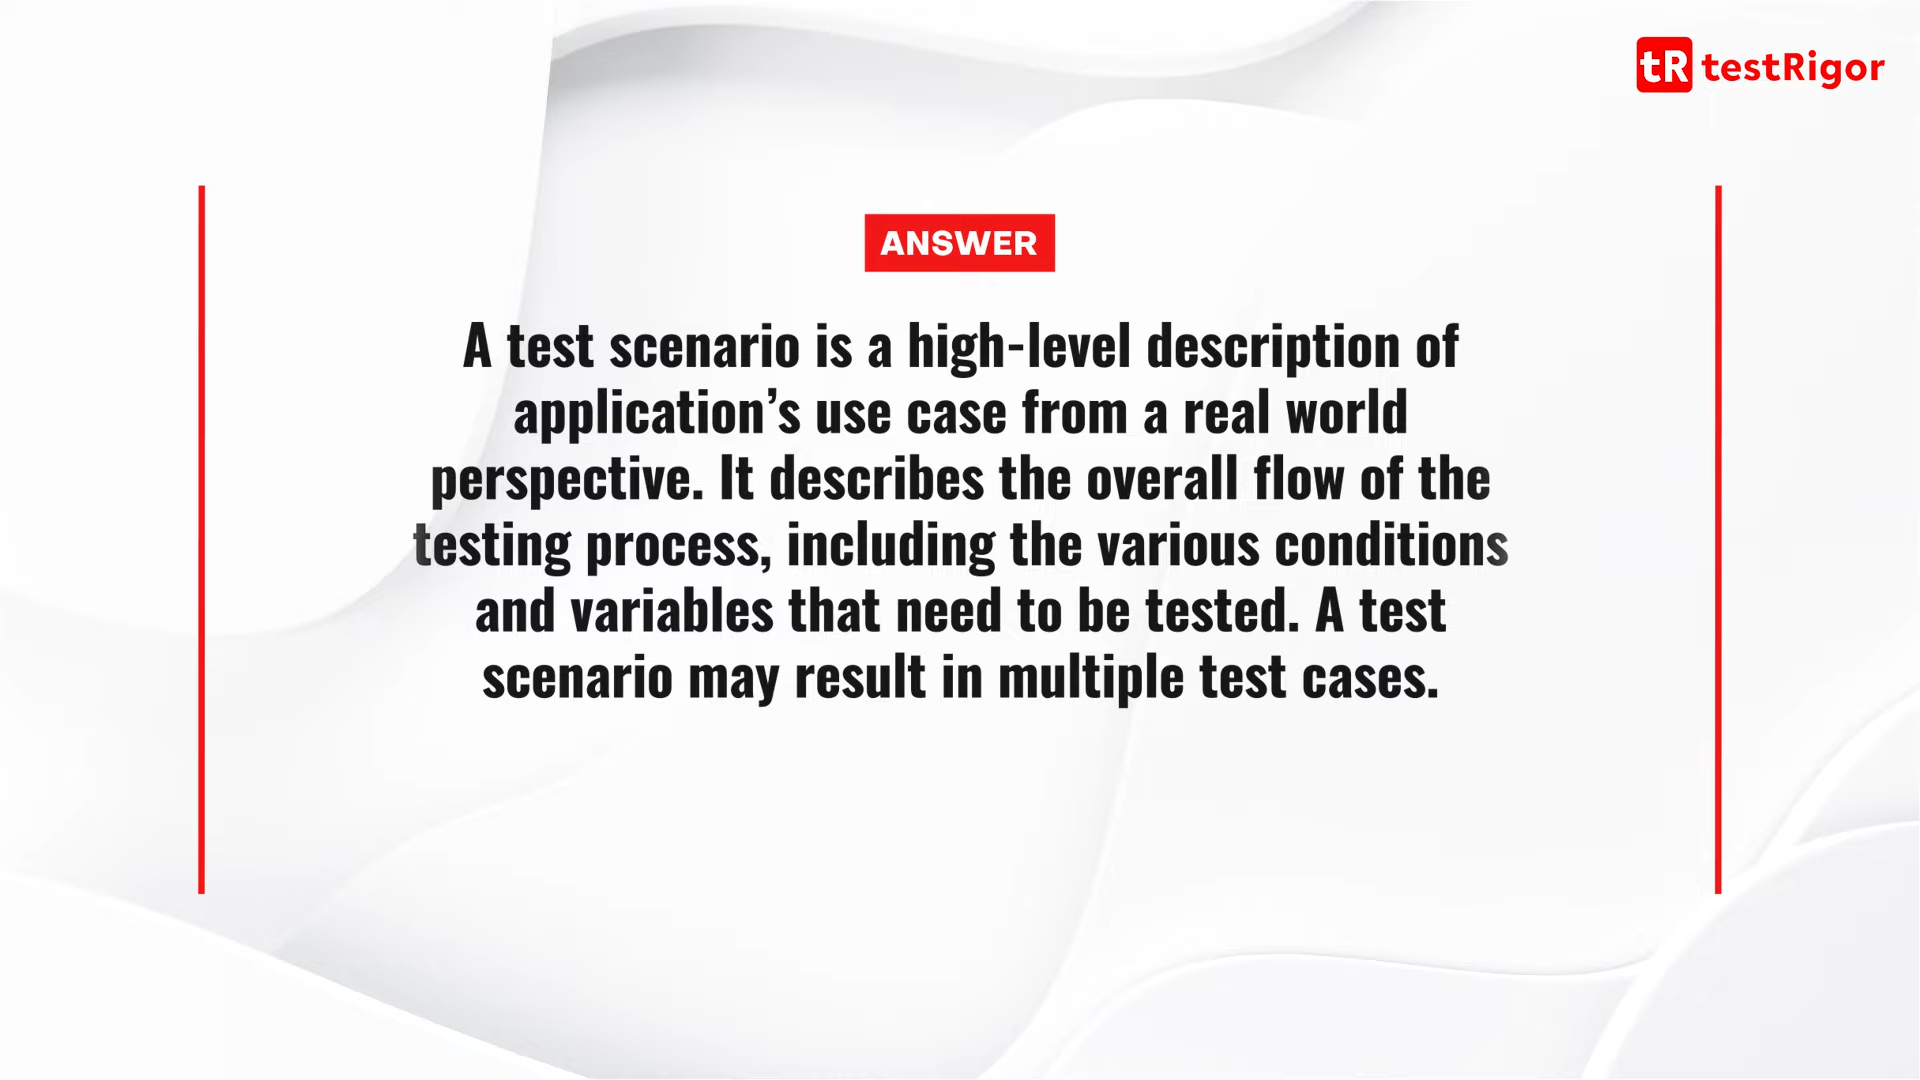 tR testRigor
ANSWER
A test scenario is a high-level description of
application’s use case from a real world
perspective. It describes the overall flow of the
testing process, including the various conditions
and variables that need to be tested. A test
scenario may result in multiple test cases.